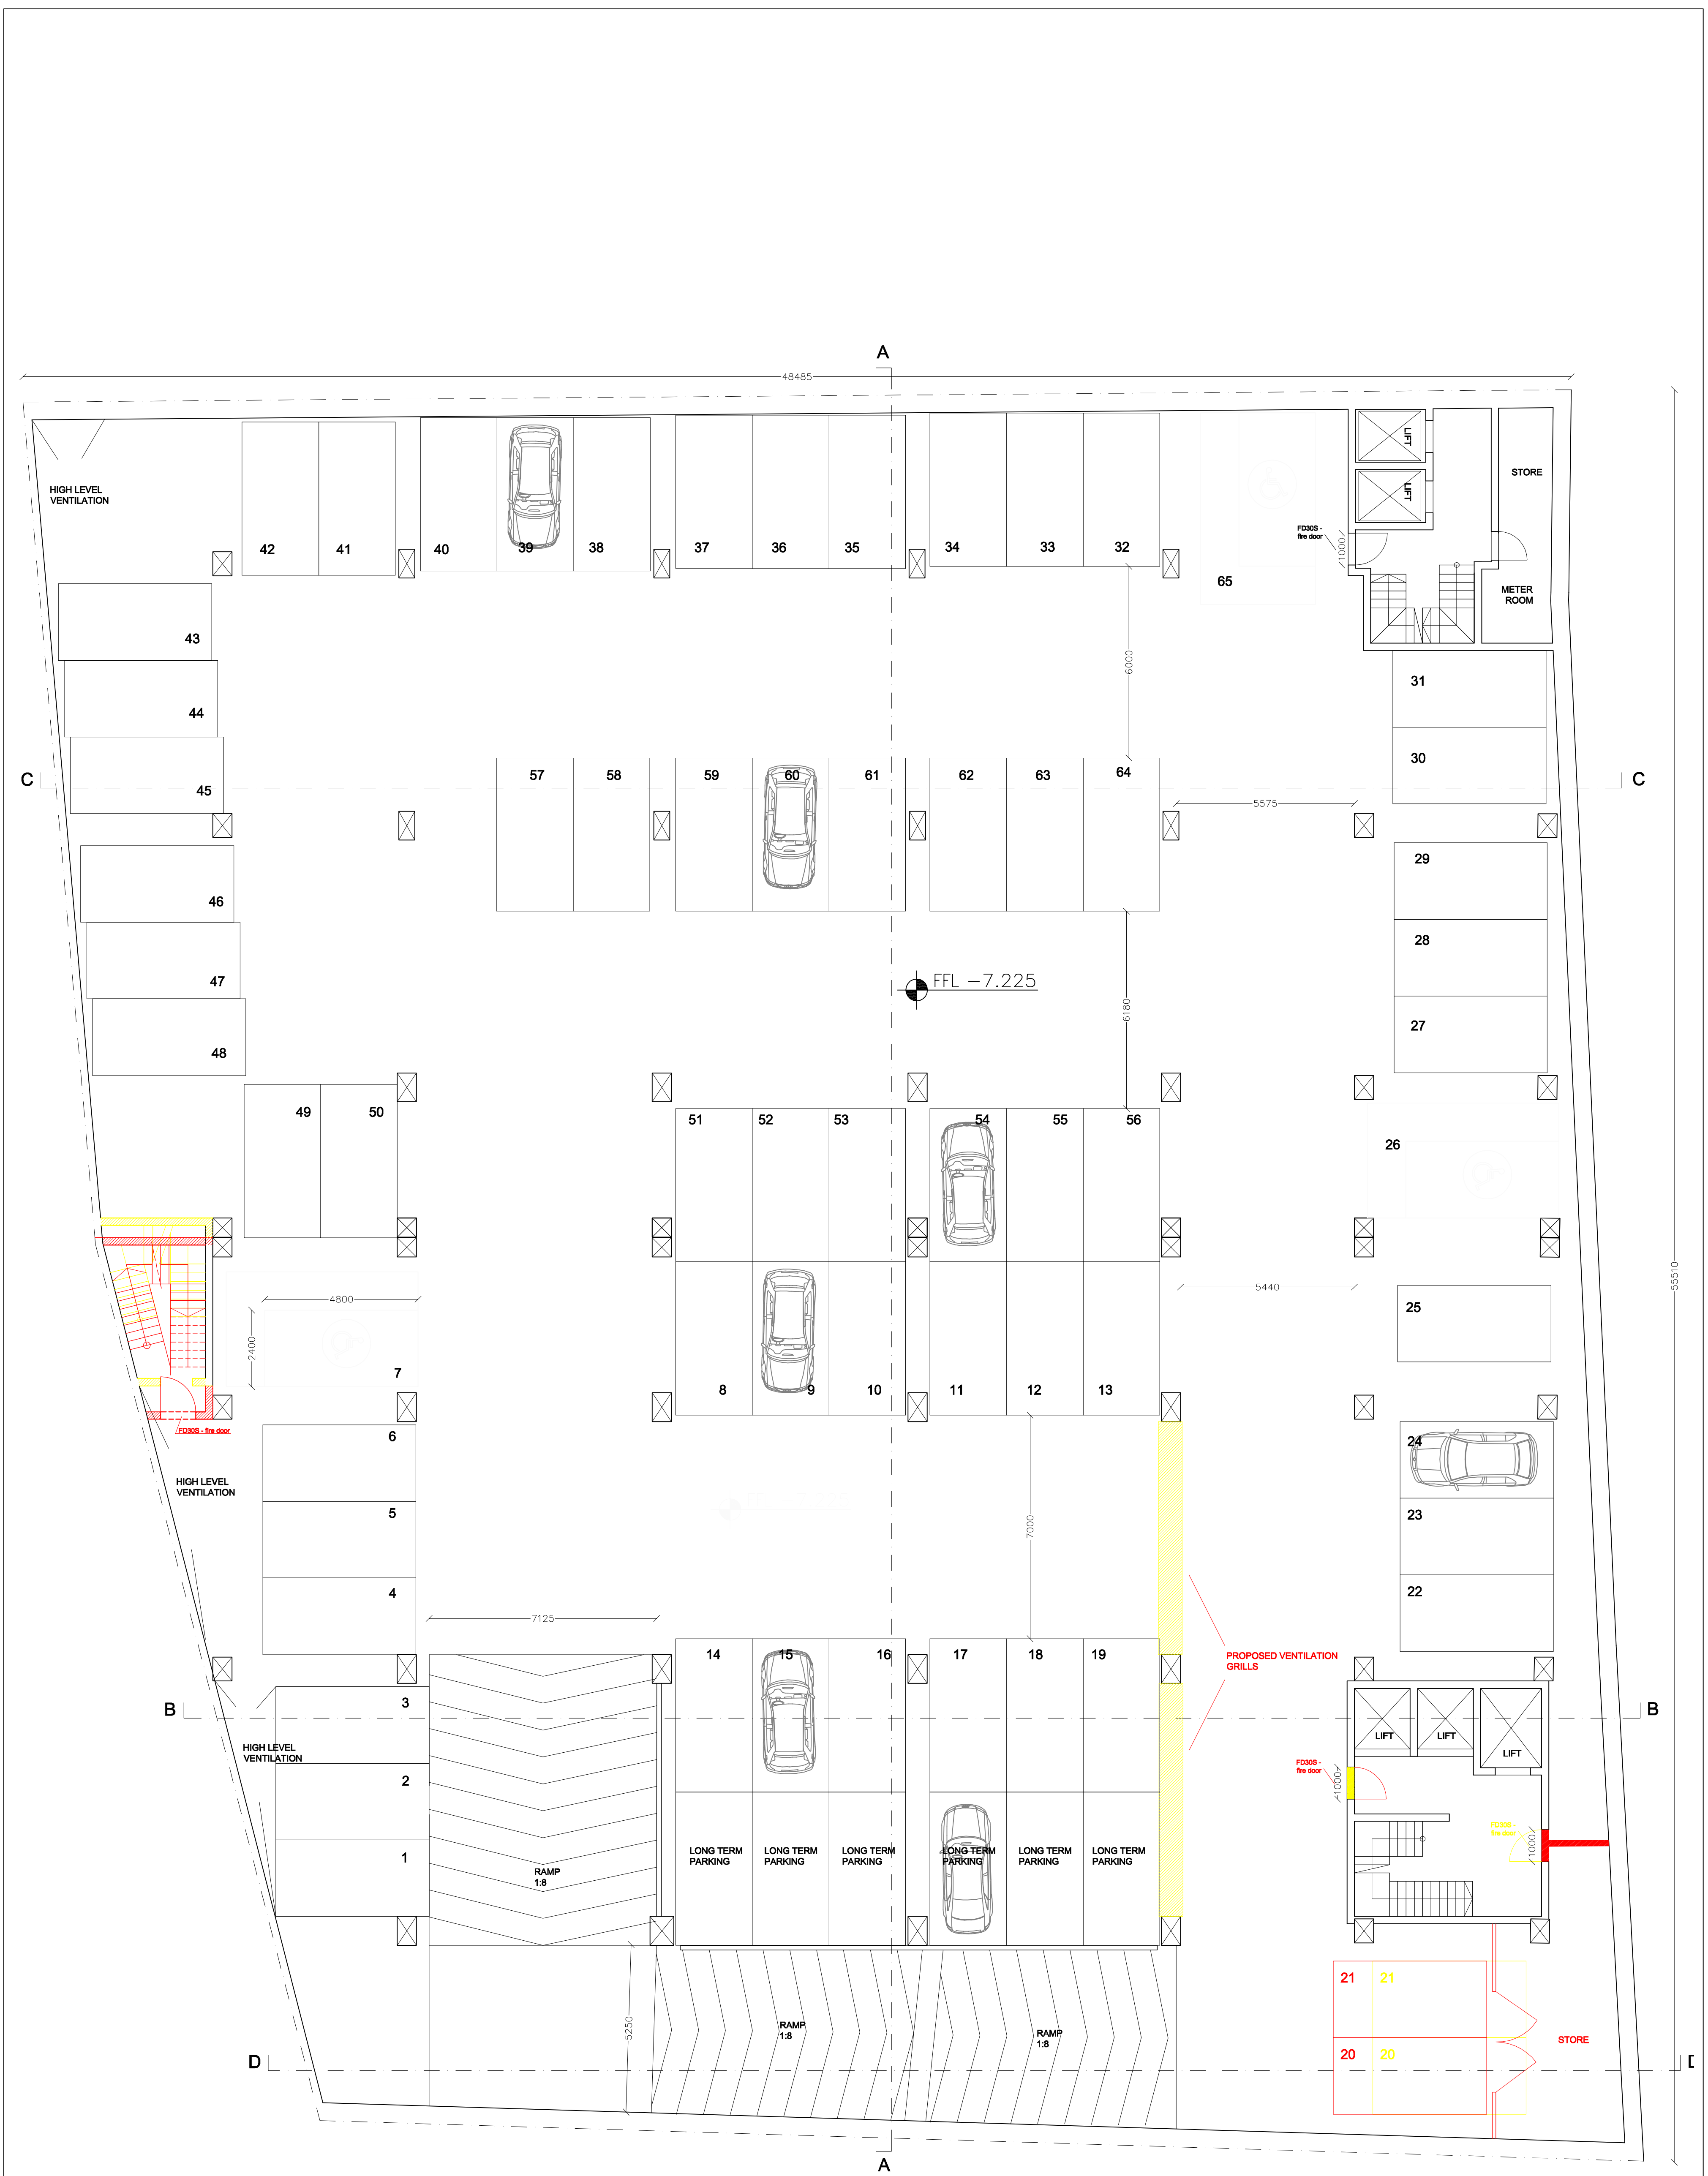 A
48485
HIGH LEVEL
VENTILATION
LIFT
LIFT
STORE
FD30S -
fire door
1000
42
41
40
39
38
37
36
35
34
33
32
65
METER
ROOM
43
44
45
31
30
6000
C
C
57
58
59
60
61
62
63
64
5575
46
47
48
29
28
27
FFL -7.225
6180
49
50
51
52
53
54
55
56
26
55510
4800
2400
7
5440
25
8
9
10
11
12
13
FD30S - fire door
6
5
4
HIGH LEVEL
VENTILATION
7000
24
23
22
7125
14
15
16
17
18
19
PROPOSED VENTILATION
GRILLS
B
B
3
2
1
HIGH LEVEL
VENTILATION
LIFT
LIFT
LIFT
FD30S -
fire door
1000
FD30S -
fire door
1000
RAMP
1:8
LONG TERM
PARKING
LONG TERM
PARKING
LONG TERM
PARKING
LONG TERM
PARKING
LONG TERM
PARKING
LONG TERM
PARKING
5250
RAMP
1:8
RAMP
1:8
21
21
20
20
STORE
D
A